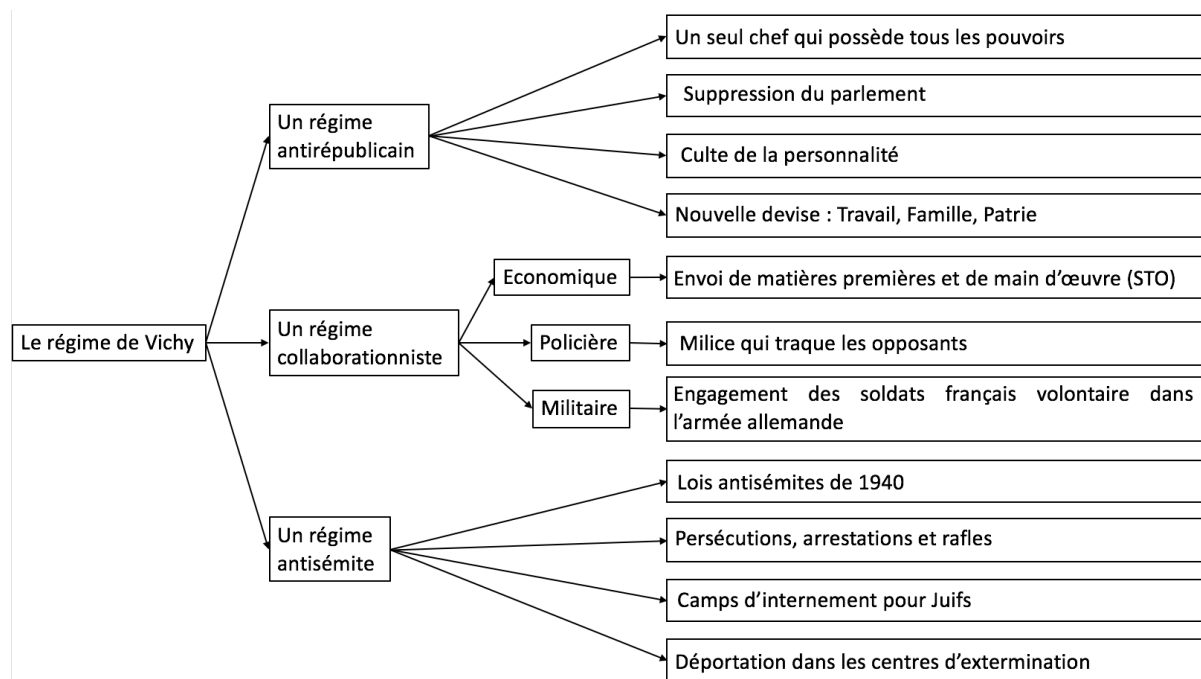 Le régime de Vichy
Un régime
antirépublicain
Un seul chef qui possède tous les pouvoirs
Suppression du parlement
Culte de la personnalité
Nouvelle devise : Travail, Famille, Patrie
Un régime
collaborationniste
Economique
Envoi de matières premières et de main d’œuvre (STO)
Policière
Milice qui traque les opposants
Militaire
Engagement des soldats français volontaire dans
l’armée allemande
Un régime
antisémite
Lois antisémites de 1940
Persécutions, arrestations et rafles
Camps d’internement pour Juifs
Déportation dans les centres d’extermination